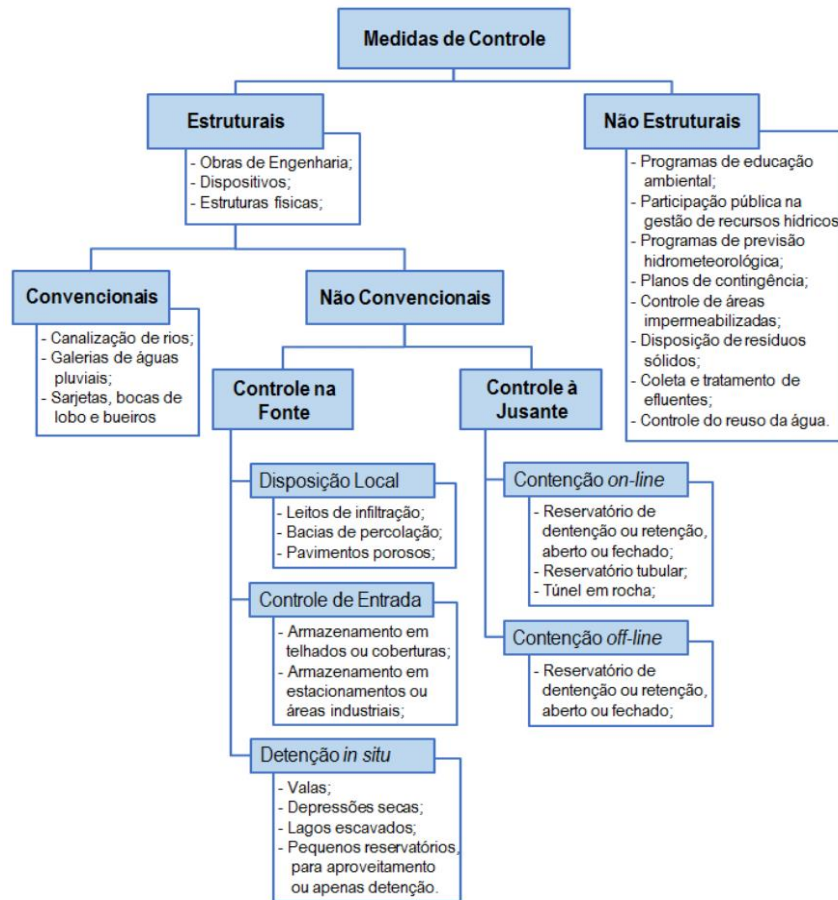 Medidas de Controle
Estruturais
- Obras de Engenharia;
- Dispositivos;
- Estruturas físicas;
Não Estruturais
- Programas de educação
ambiental;
- Participação pública na
gestão de recursos hídricos
- Programas de previsão
hidrometeorológica;
- Planos de contingência;
- Controle de áreas
impermeabilizadas;
- Disposição de resíduos
sólidos;
- Coleta e tratamento de
efluentes;
- Controle do reuso da água.
Convencionais
- Canalização de rios;
- Galerias de águas
pluviais;
- Sarjetas, bocas de
lobo e bueiros
Não Convencionais
Controle na
Fonte
Disposição Local
- Leitos de infiltração;
- Bacias de percolação;
- Pavimentos porosos;
Controle de Entrada
- Armazenamento em
telhados ou coberturas;
- Armazenamento em
estacionamentos ou
áreas industriais;
Detenção in situ
- Valas;
- Depressões secas;
- Lagos escavados;
- Pequenos reservatórios,
para aproveitamento
ou apenas detenção.
Controle à
Jusante
Contenção on-line
- Reservatório de
dentenção ou retenção,
aberto ou fechado;
- Reservatório tubular;
- Túnel em rocha;
Contenção off-line
- Reservatório de
dentenção ou retenção,
aberto ou fechado;